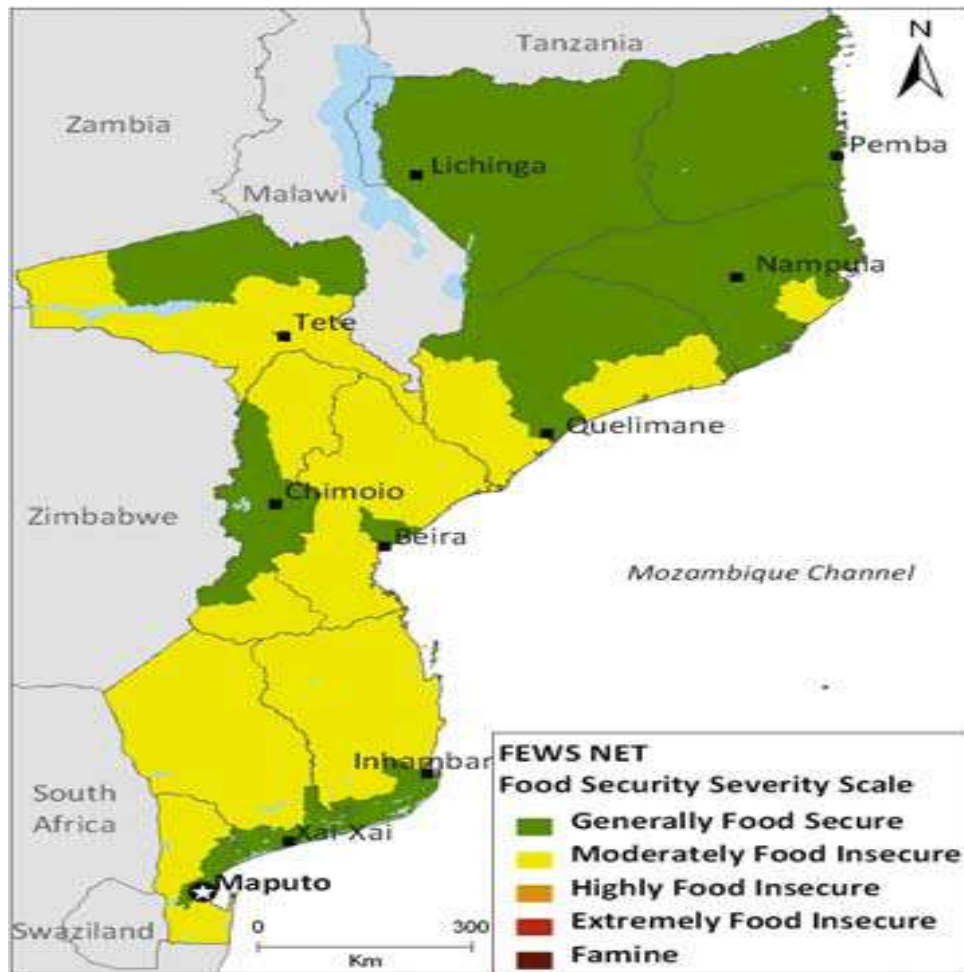 N
Tanzania
Zambia
Pemba
Lichinga
Malawi
Nampula
Tete
Quelimane
Chimoio
Zimbabwe
Beira
Mozambique Channel
Inhambar
South
Africa
Xai-Xai
Maputo
Swaziland
0 300
Km
FEWS NET
Food Security Severity Scale
Generally Food Secure
Moderately Food Insecure
Highly Food Insecure
Extremely Food Insecure
Famine